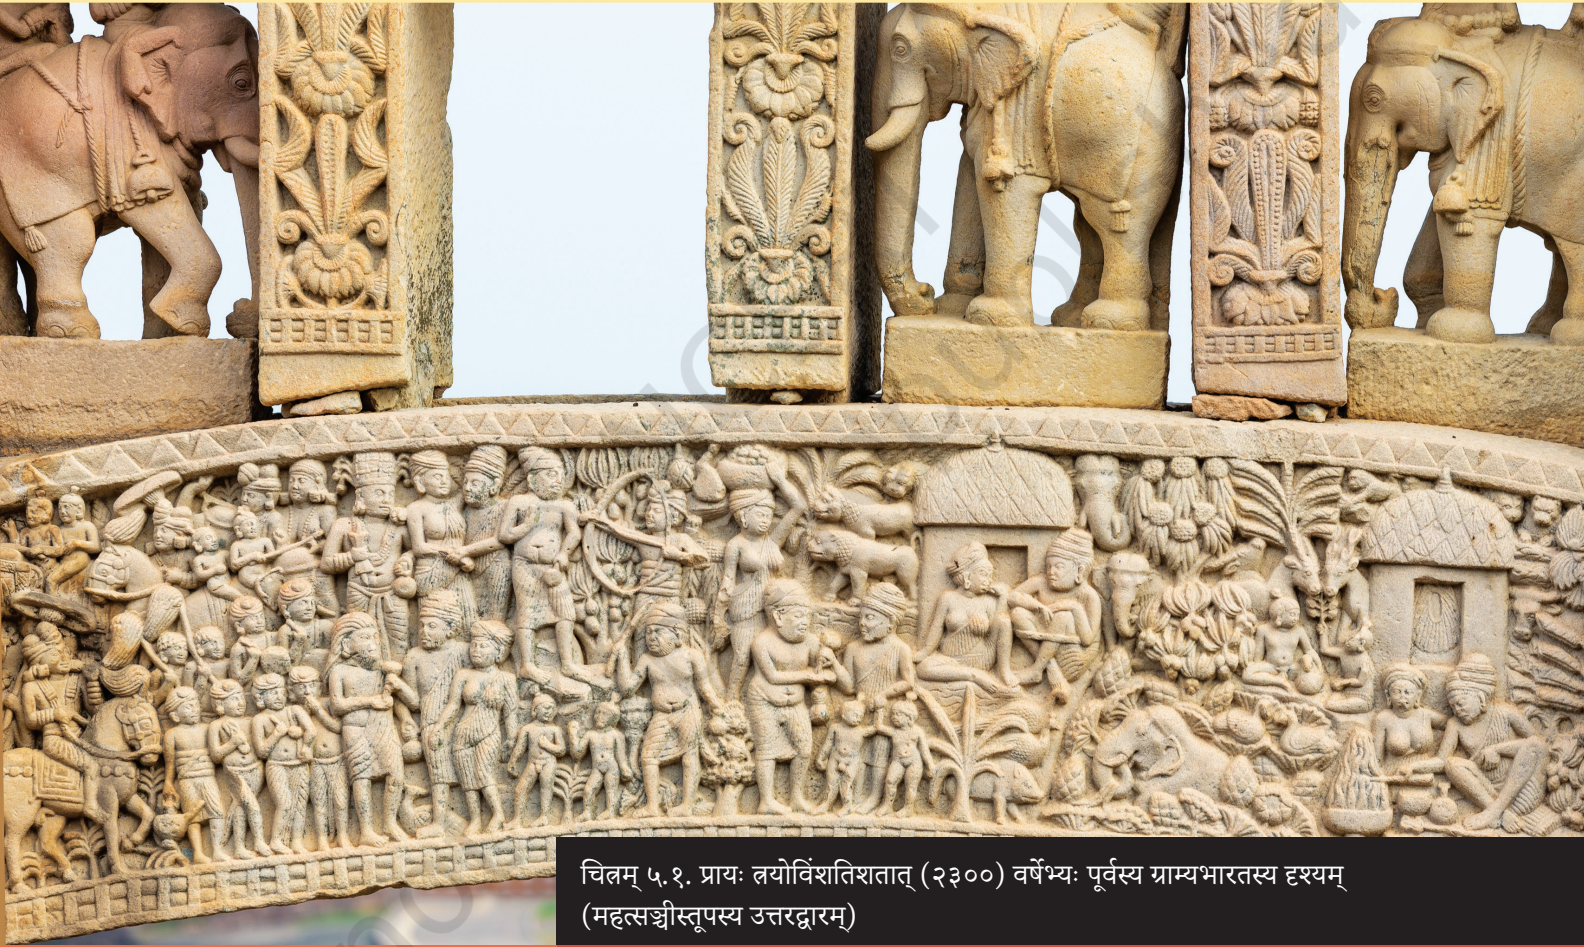 चित्रम् ५.१. प्रायः त्रयोविंशतिशतात् (२३००) वर्षेभ्यः पूर्वस्य ग्राम्यभारतस्य दृश्यम्
(महत्सञ्चीस्तूपस्य उत्तरद्वारम्)